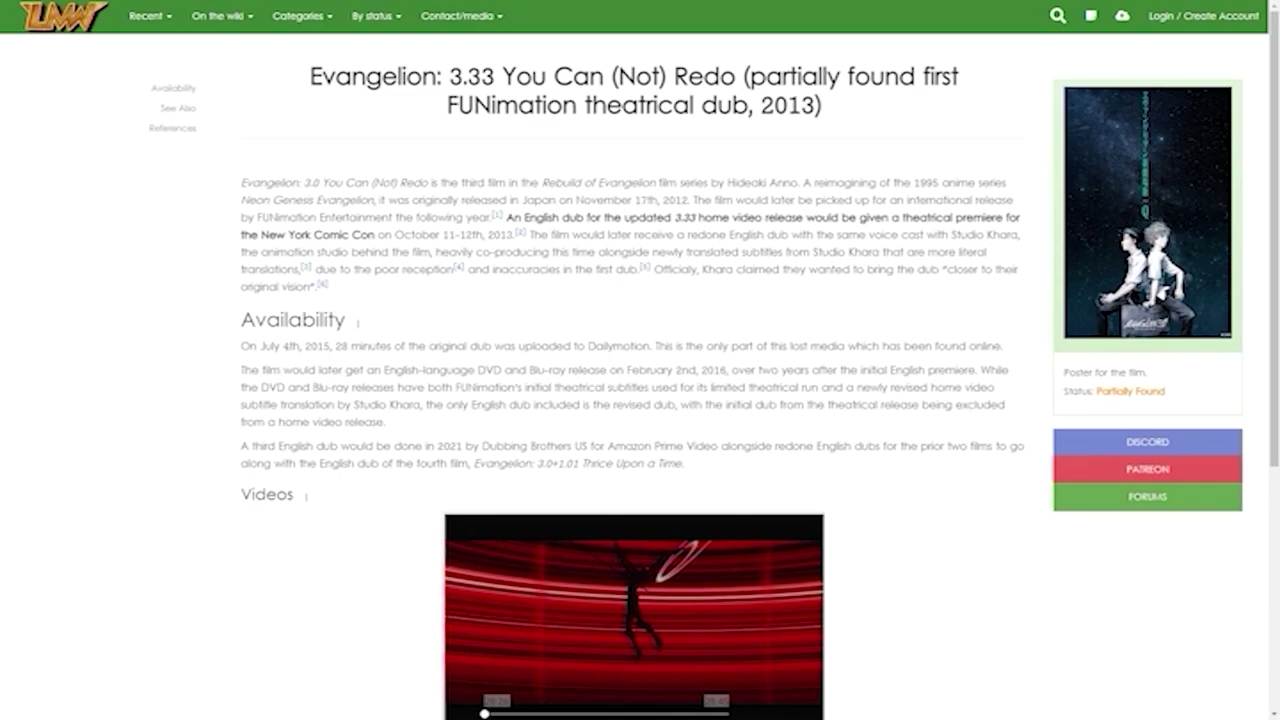 LMW
Recent
On the wiki
Categories
By status
Contact/media
Login / Create Account
Availability
See Also
References
Evangelion: 3.33 You Can (Not) Redo (partially found first
FUNimation theatrical dub, 2013)
Evangelion: 3.0 You Can (Not) Redo is the third film in the Rebuild of Evangelion film series by Hideaki Anno. A reimagining of the 1995 anime series
Neon Genesis Evangelion, it was originally released in Japan on November 17th, 2012. The film would later be picked up for an international release
by FUNimation Entertainment the following year.[1] An English dub for the updated 3.33 home video release would be given a theatrical premiere for
the New York Comic Con on October 11-12th, 2013.[2] The film would later receive a redone English dub with the same voice cast with Studio Khara,
the animation studio behind the film, heavily co-producing this time alongside newly translated subtitles from Studio Khara that are more literal
translations,[3] due to the poor reception[4] and inaccuracies in the first dub.[5] Officialy, Khara claimed they wanted to bring the dub "closer to their
original vision".[6]
Availability
On July 4th, 2015, 28 minutes of the original dub was uploaded to Dailymotion. This is the only part of this lost media which has been found online.
The film would later get an English-language DVD and Blu-ray release on February 2nd, 2016, over two years after the initial English premiere. While
the DVD and Blu-ray releases have both FUNimation's initial theatrical subtitles used for its limited theatrical run and a newly revised home video
subtitle translation by Studio Khara, the only English dub included is the revised dub, with the initial dub from the theatrical release being excluded
from a home video release.
A third English dub would be done in 2021 by Dubbing Brothers US for Amazon Prime Video alongside redone English dubs for the prior two films to go
along with the English dub of the fourth film, Evangelion: 3.0+1.01 Thrice Upon a Time.
Videos
Poster for the film.
Status: Partially Found
DISCORD
PATREON
FORUMS